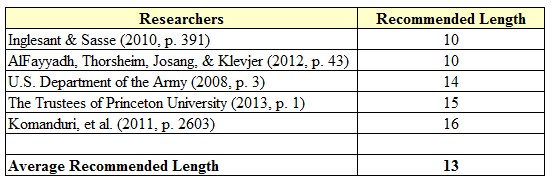 Researchers Recommended Length
Inglesant & Sasse (2010, p. 391) 10
AlFayyadh, Thorsheim, Josang, & Klevjer (2012, p. 43) 10
U.S. Department of the Army (2008, p. 3) 14
The Trustees of Princeton University (2013, p. 1) 15
Komanduri, et al. (2011, p. 2603) 16
Average Recommended Length 13